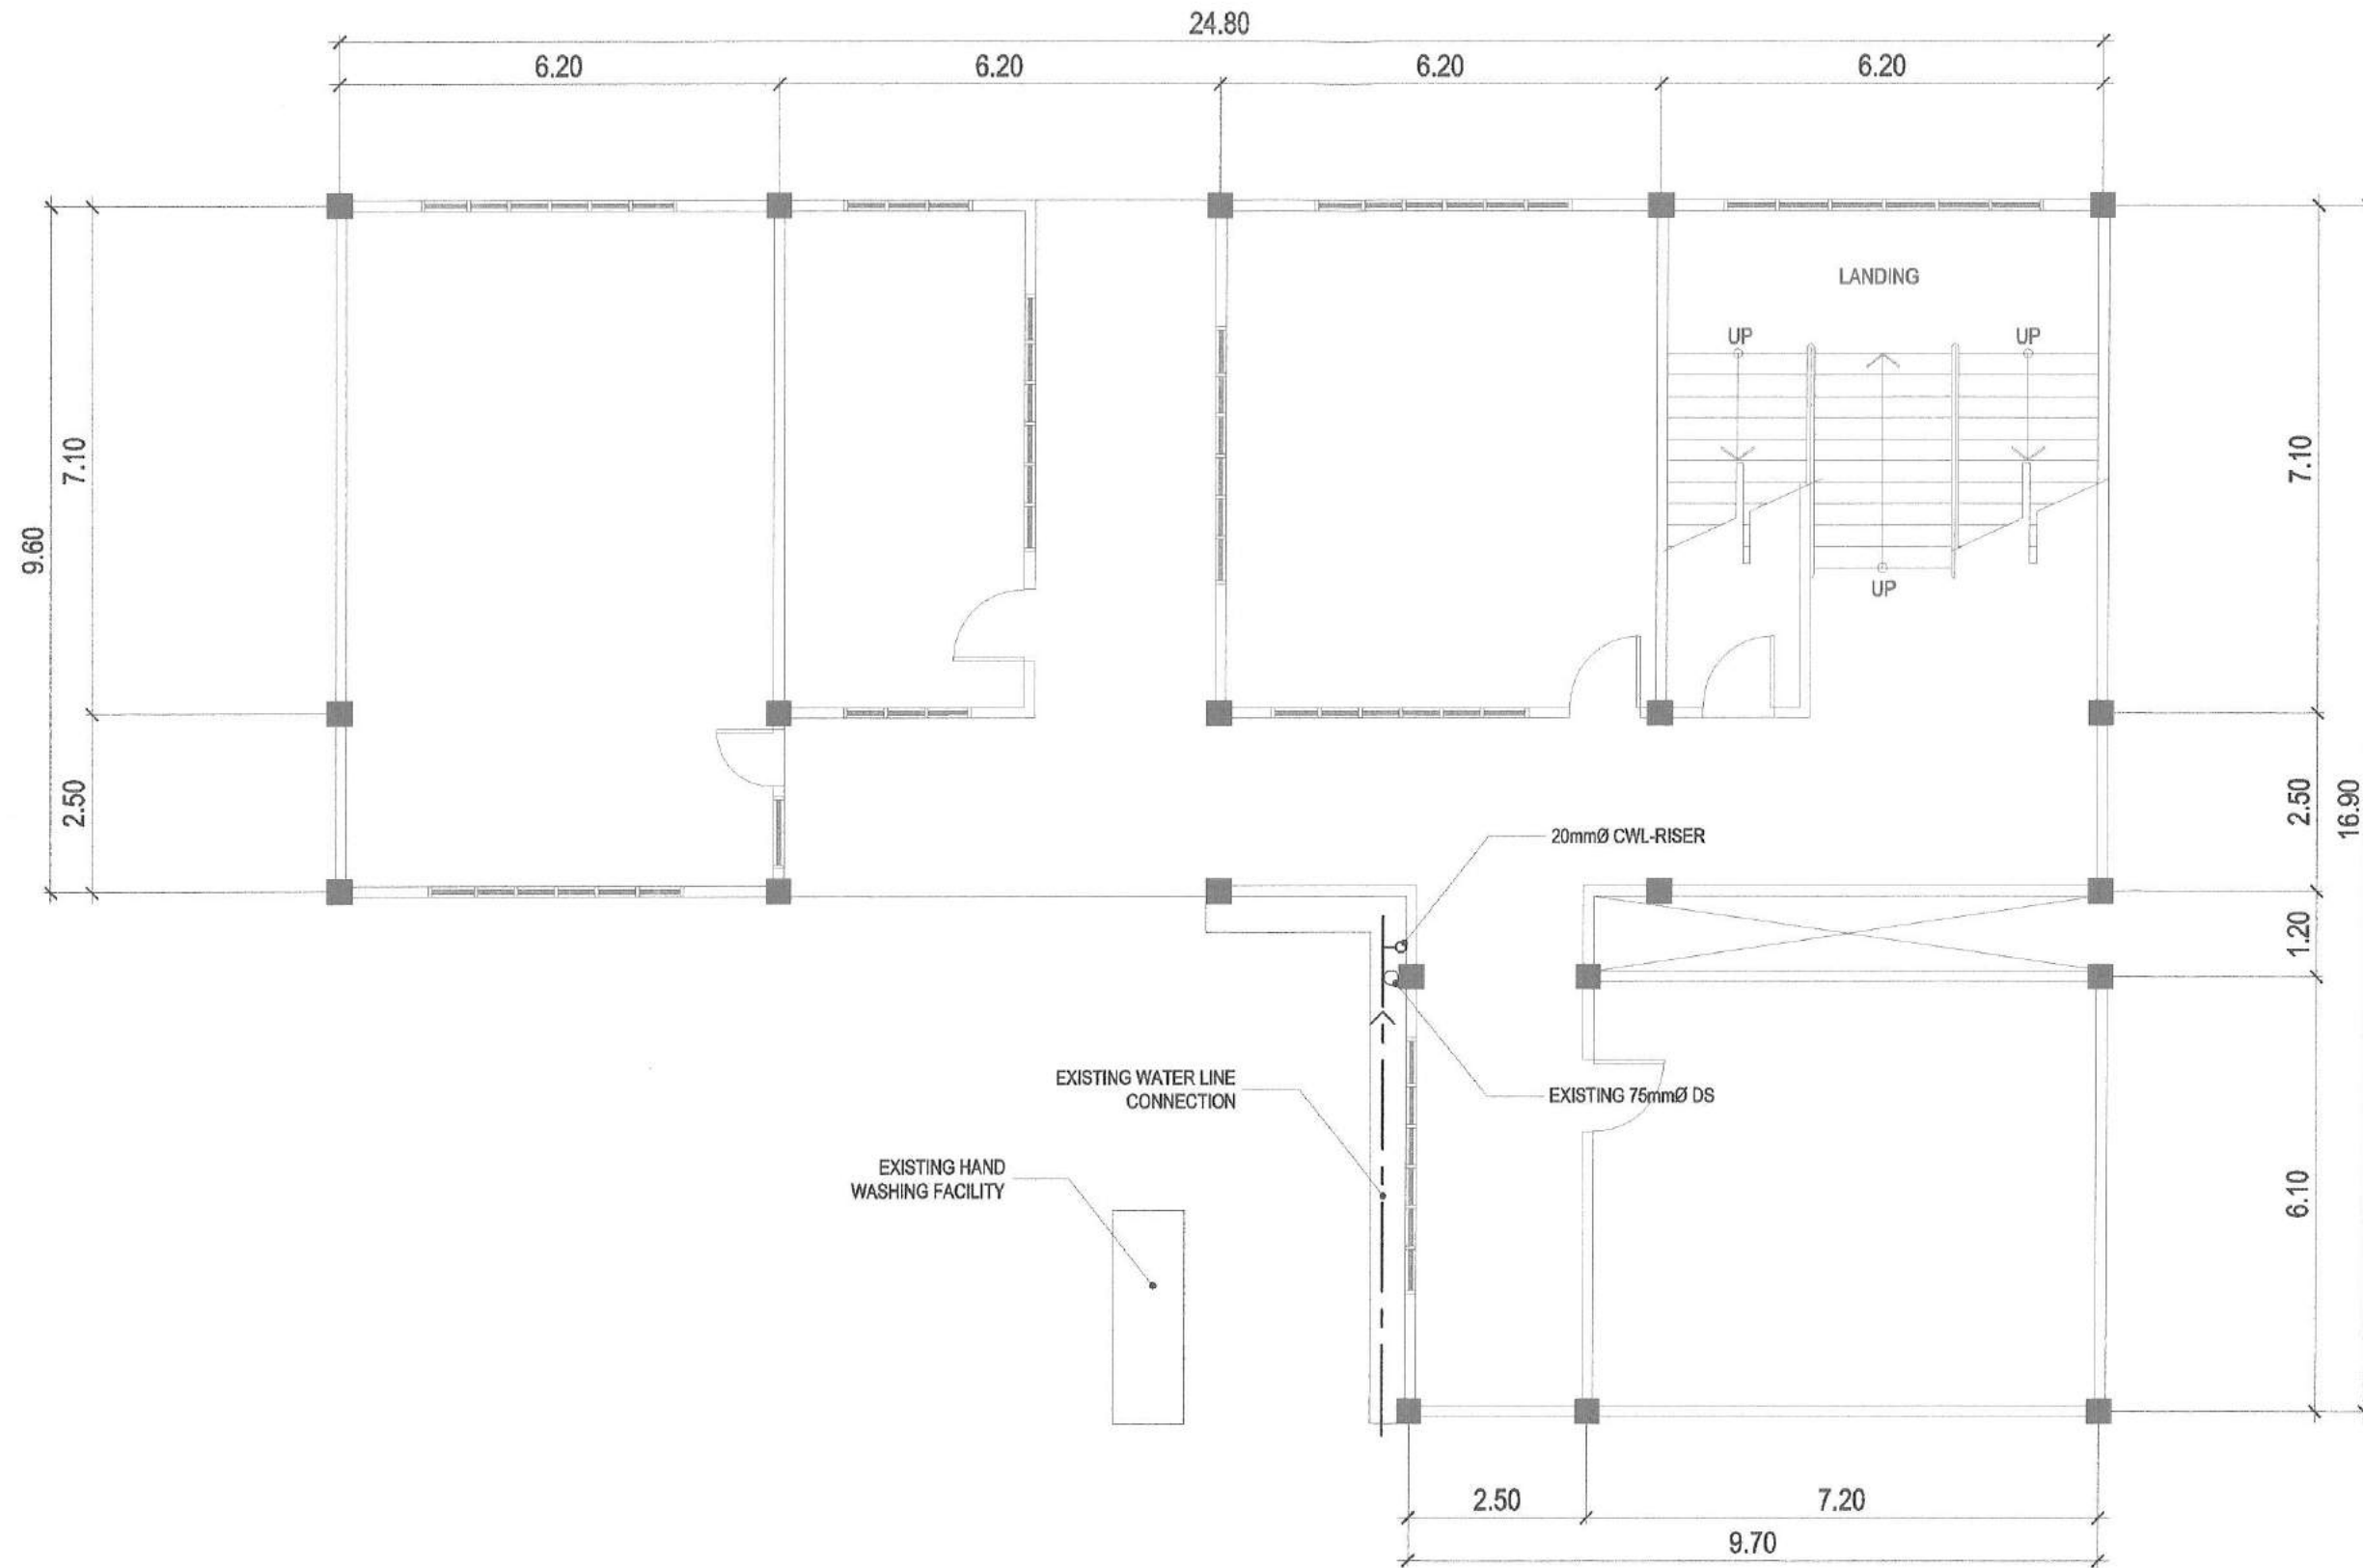 24.80
6.20
6.20
6.20
6.20
LANDING
UP
UP
UP
7.10
9.60
2.50
7.10
2.50
16.90
1.20
6.10
20mmØ CWL-RISER
EXISTING WATER LINE
CONNECTION
EXISTING 75mmØ DS
EXISTING HAND
WASHING FACILITY
2.50
7.20
9.70